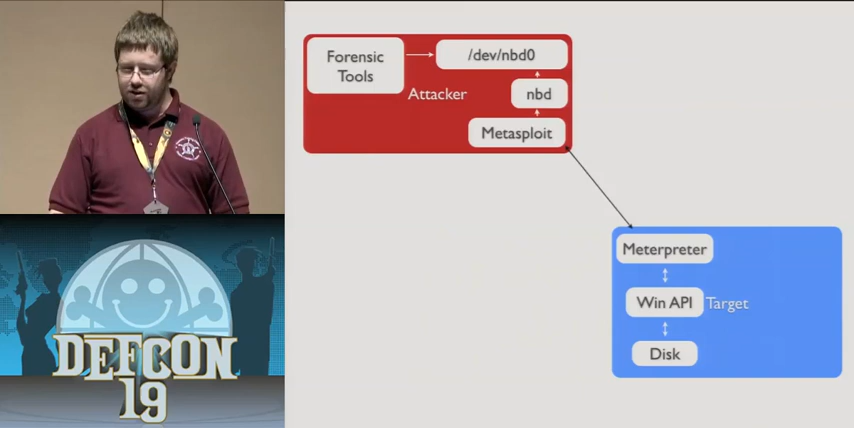 Forensic
Tools
/dev/nbd0
Attacker
nbd
Metasploit
Meterpreter
Win API
Target
Disk
DEFCON
19